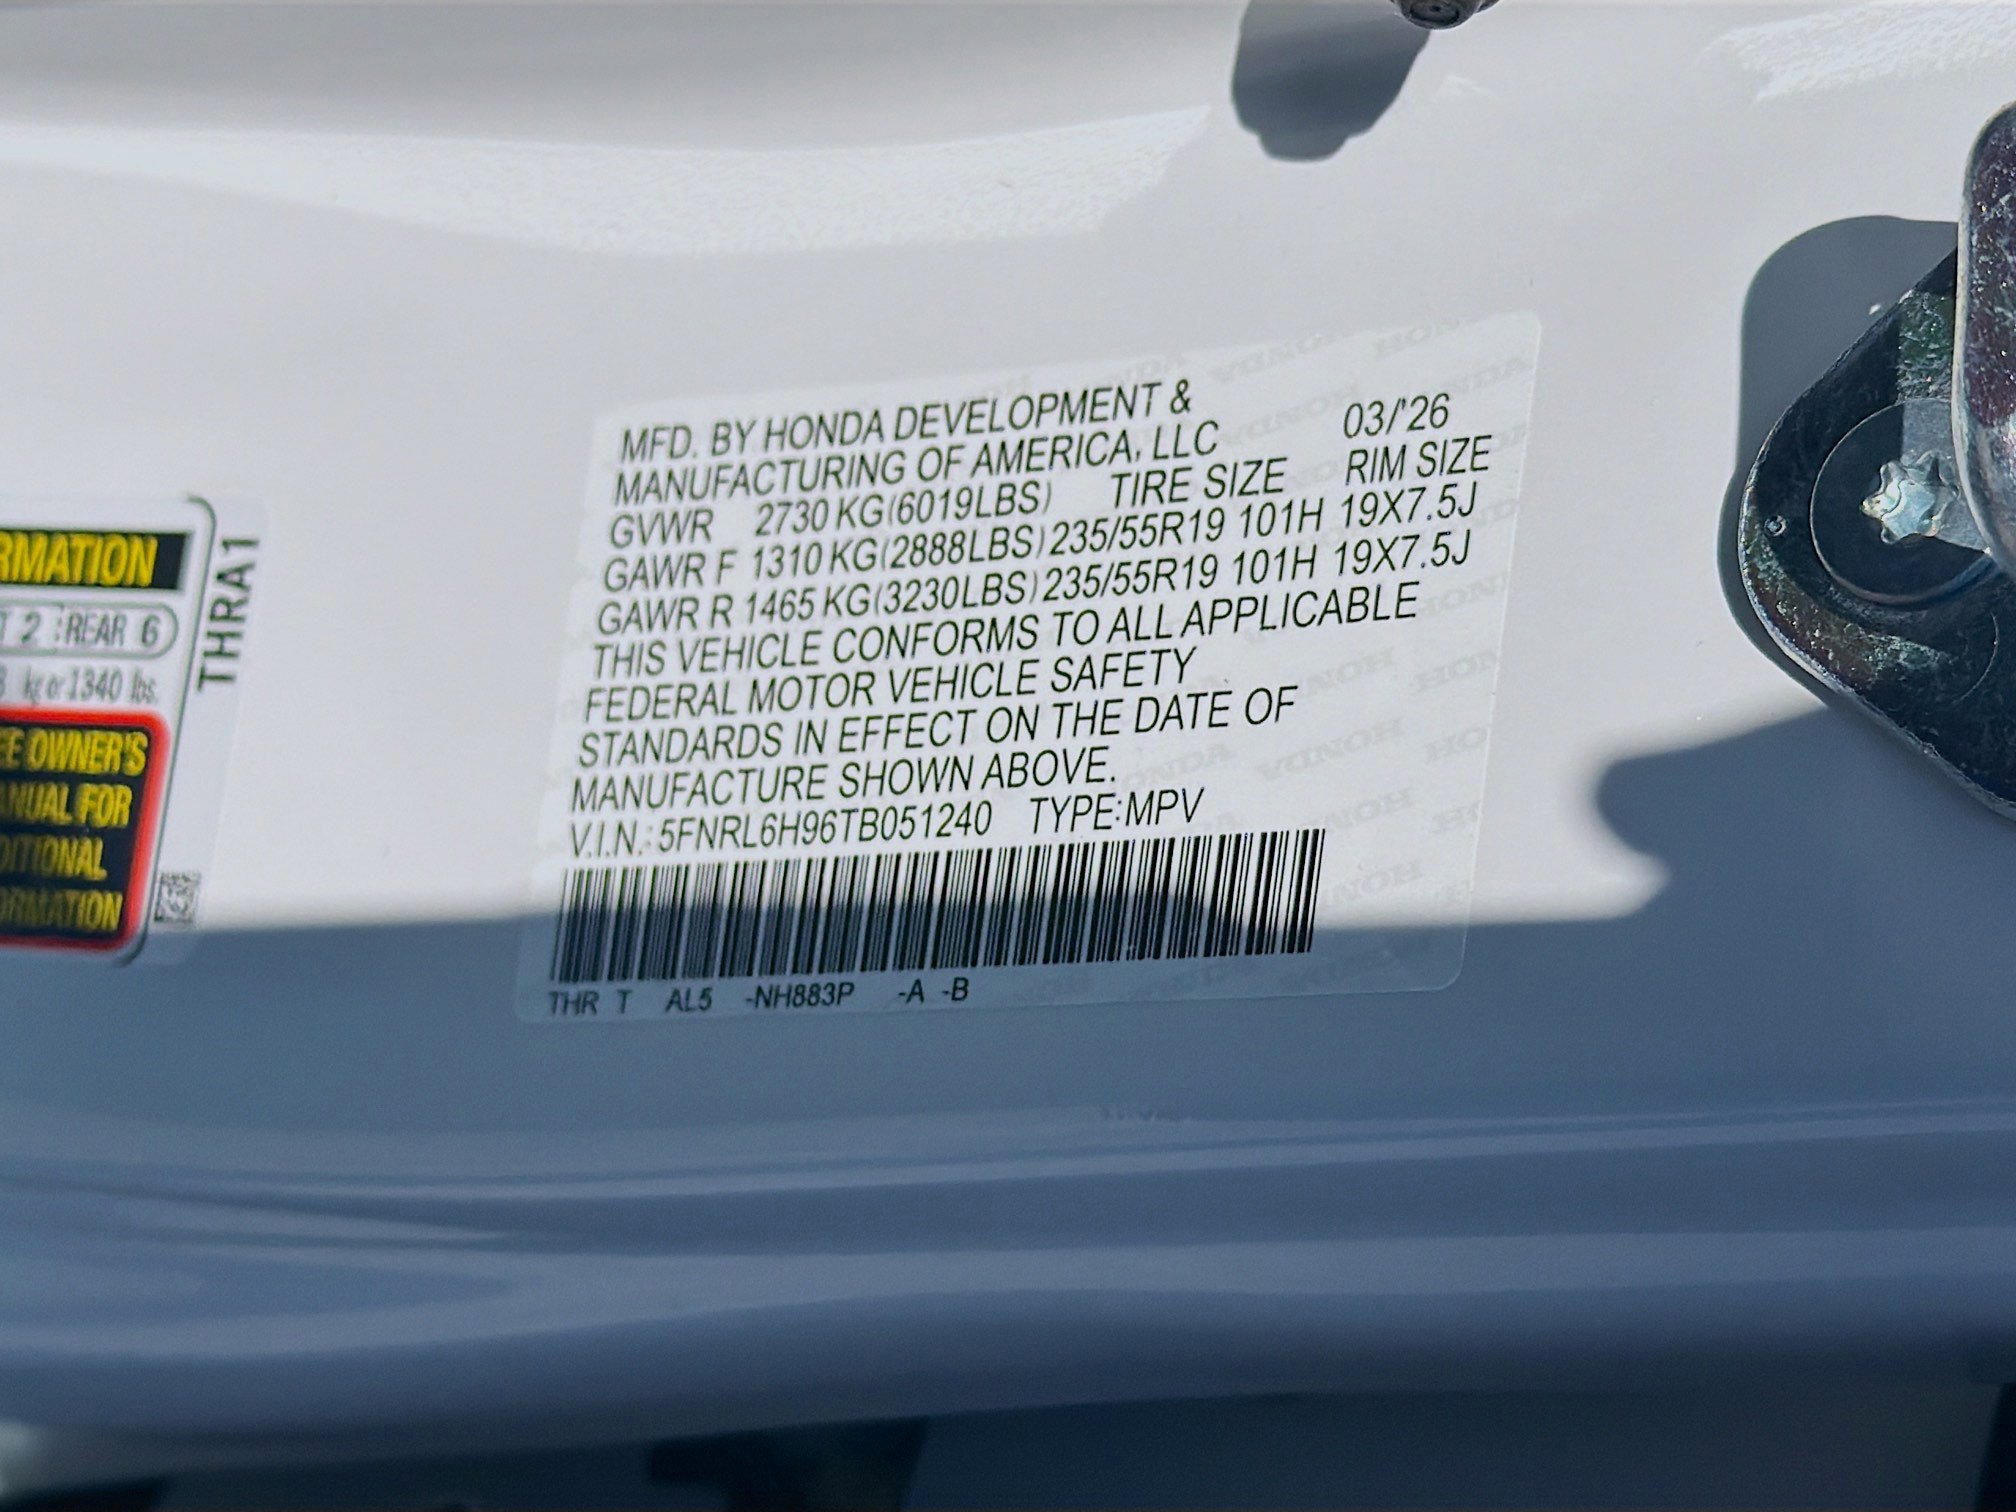 MFD. BY HONDA DEVELOPMENT &
MANUFACTURING OF AMERICA, LLC 03/'26
GVWR 2730 KG(6019LBS) TIRE SIZE RIM SIZE
GAWR F 1310 KG(2888LBS) 235/55R19 101H 19X7.5J
GAWR R 1465 KG(3230LBS) 235/55R19 101H 19X7.5J
THIS VEHICLE CONFORMS TO ALL APPLICABLE
FEDERAL MOTOR VEHICLE SAFETY
STANDARDS IN EFFECT ON THE DATE OF
MANUFACTURE SHOWN ABOVE.
V.I.N.: 5FNRL6H96TB051240 TYPE:MPV
THR T AL5 -NH883P -A -B
RMATION
T 2 REAR 6
kg or 1340 lbs.
EE OWNER'S
ANUAL FOR
DITIONAL
ORMATION
THRA1
HONDA